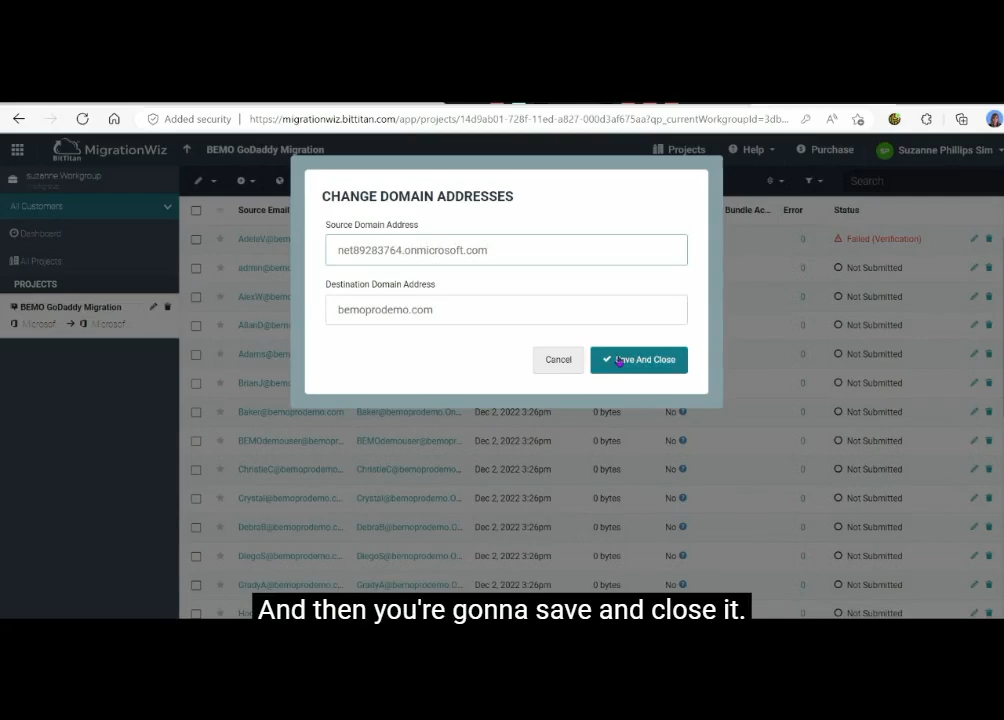 Added security
https://migrationwiz.bittitan.com/app/projects/14d9ab01-728f-11ed-a827-000d3af675aa?qp_currentWorkgroupId=3db...
BitTitan MigrationWiz BEMO GoDaddy Migration Projects Help Purchase SP Suzanne Phillips Sim
suzanne Workgroup
Search
All Customers
Dashboard
All Projects
PROJECTS
BEMO GoDaddy Migration
Microsof Microsof
CHANGE DOMAIN ADDRESSES
Source Domain Address
net89283764.onmicrosoft.com
Destination Domain Address
bemoprodemo.com
Cancel Save And Close
Source Email Bundle Ac... Error Status
AdeleV@bem 0 Failed (Verification)
admin@bemo 0 Not Submitted
AlexW@bem 0 Not Submitted
AllanD@bem 0 Not Submitted
Adams@bem 0 Not Submitted
BrianJ@bem 0 Not Submitted
Baker@bemoprodemo.com Baker@bemoprodemo.On... Dec 2, 2022 3:26pm 0 bytes No 0 Not Submitted
BEMOdemouser@bemopr... BEMOdemouser@bemopr... Dec 2, 2022 3:26pm 0 bytes No 0 Not Submitted
ChristieC@bemoprodemo... ChristieC@bemoprodemo... Dec 2, 2022 3:26pm 0 bytes No 0 Not Submitted
Crystal@bemoprodemo.c... Crystal@bemoprodemo.O... Dec 2, 2022 3:26pm 0 bytes No 0 Not Submitted
DebraB@bemoprodemo.c... DebraB@bemoprodemo.O... Dec 2, 2022 3:26pm 0 bytes No 0 Not Submitted
DiegoS@bemoprodemo.c... DiegoS@bemoprodemo.O... Dec 2, 2022 3:26pm 0 bytes No 0 Not Submitted
GradyA@bemoprodemo.c... GradyA@bemoprodemo.O... Dec 2, 2022 3:26pm 0 bytes No 0 Not Submitted
And then you're gonna save and close it.